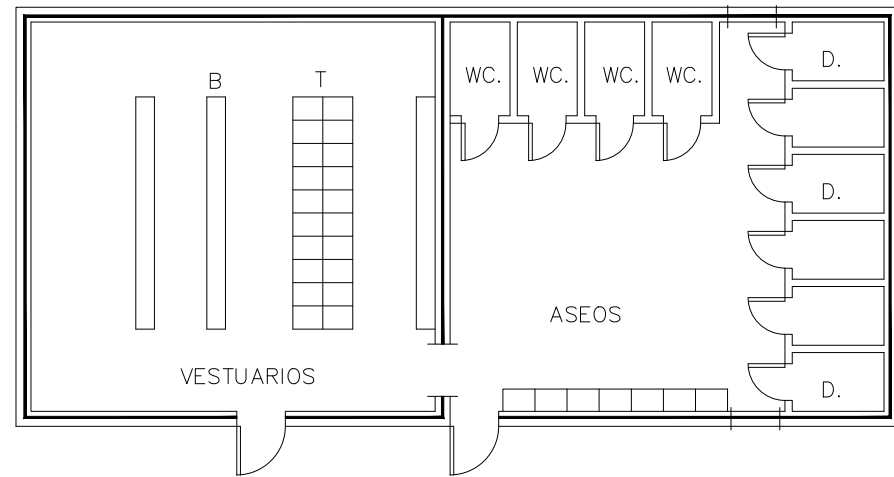 WC. WC. WC. WC.
D.
B T
D.
ASEOS
VESTUARIOS
D.